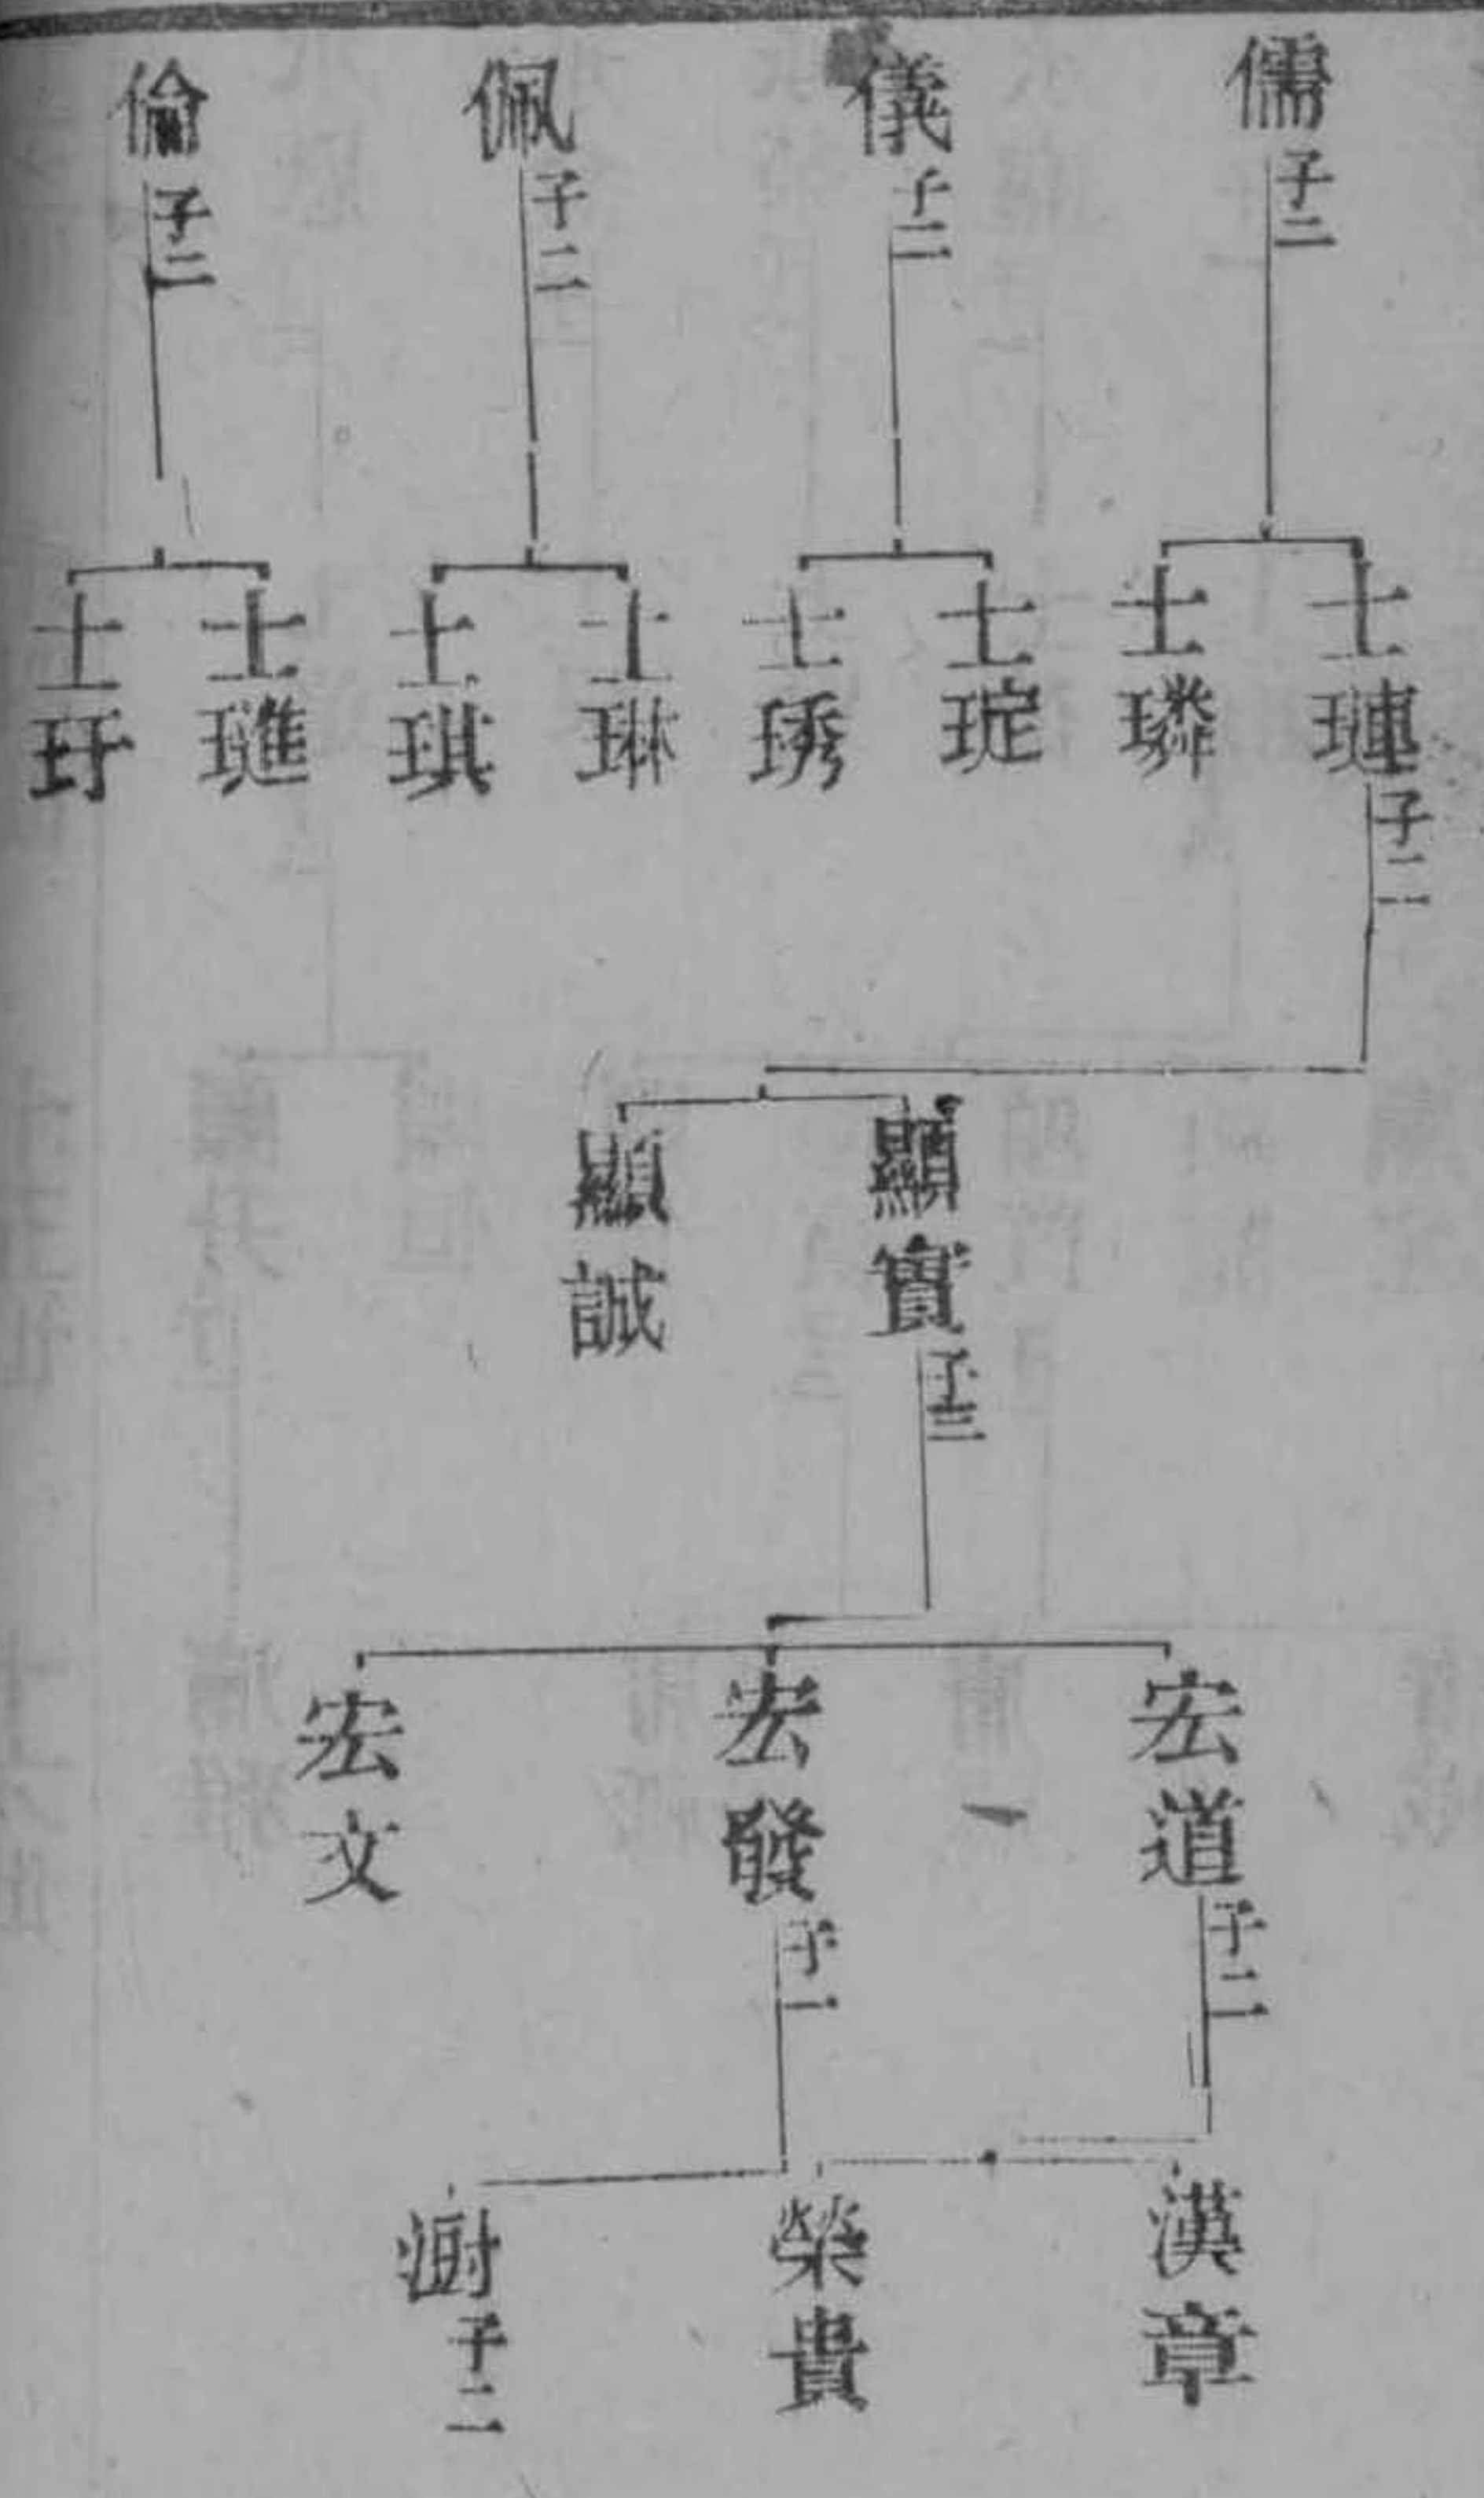 儒 子二
儀 子二
佩 子二
倫 子二
士璉 子二
士璘
士琔
士琇
士琳
士琪
士璡
士玗
顯實 子三
顯誠
宏道 子二
宏發 子一
宏文
漢章
榮貴
澍 子二